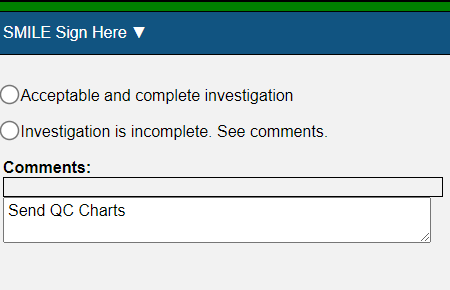 SMILE Sign Here ▼
Acceptable and complete investigation
Investigation is incomplete. See comments.
Comments:
Send QC Charts